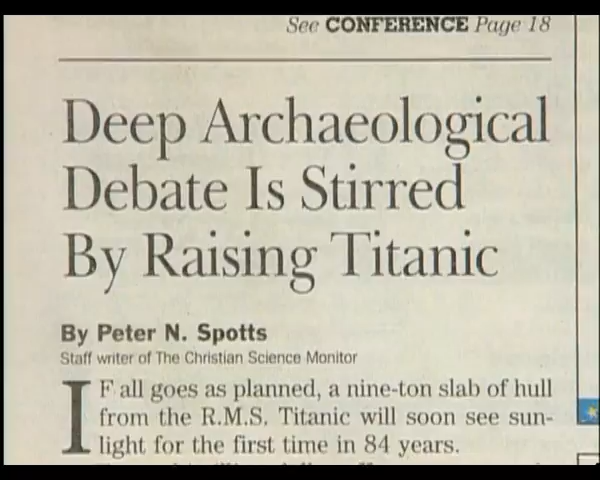 See CONFERENCE Page 18
Deep Archaeological
Debate Is Stirred
By Raising Titanic
By Peter N. Spotts
Staff writer of The Christian Science Monitor
IF all goes as planned, a nine-ton slab of hull
from the R.M.S. Titanic will soon see sun-
light for the first time in 84 years.